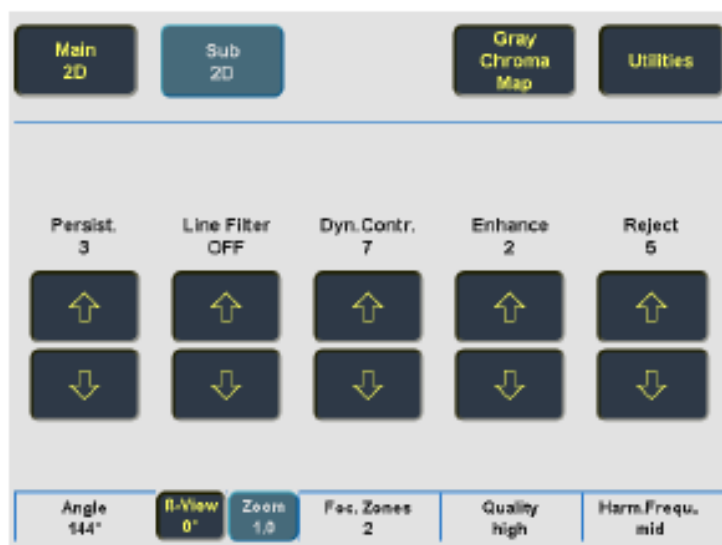 Main
2D
Sub
2D
Gray
Chroma
Map
Utilities
Persist.
3
Line Filter
OFF
Dyn.Contr.
7
Enhance
2
Reject
5
Angle
144°
ß-View
0°
Zoom
1,0
Foc. Zones
2
Quality
high
Harm.Frequ.
mid